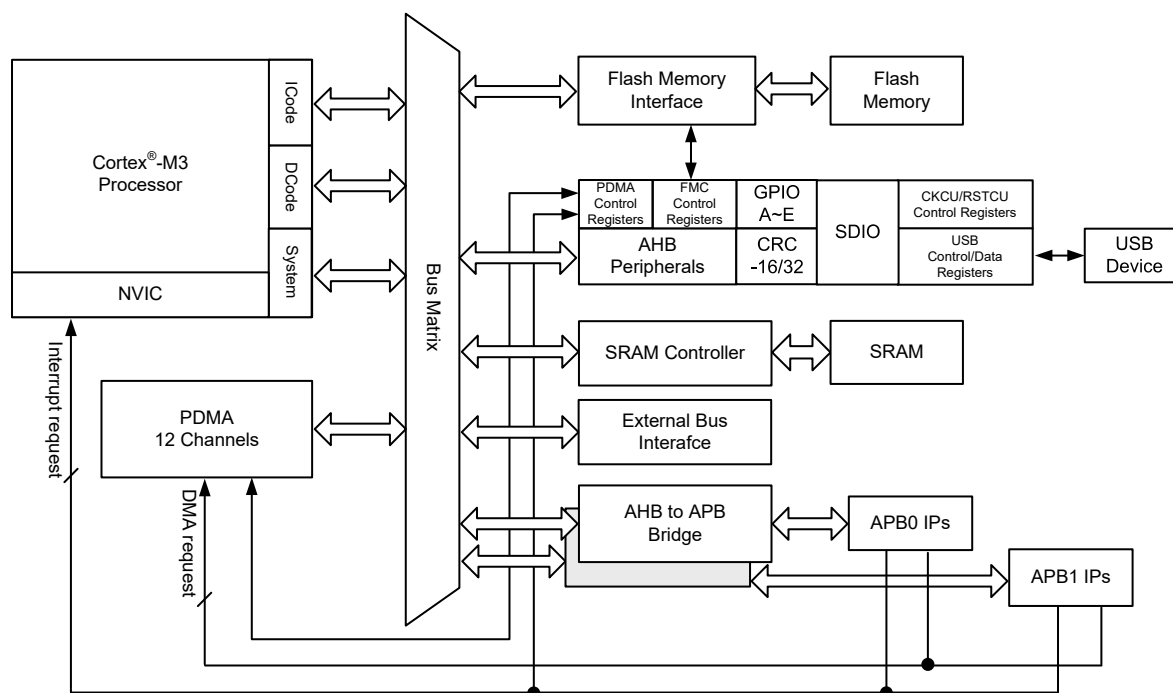 Cortex®-M3
Processor
NVIC
ICode
DCode
System
Bus Matrix
Flash Memory
Interface
Flash
Memory
PDMA
Control
Registers
FMC
Control
Registers
GPIO
A~E
SDIO
CKCU/RSTCU
Control Registers
AHB
Peripherals
CRC
-16/32
USB
Control/Data
Registers
USB
Device
SRAM Controller
SRAM
Interrupt request
PDMA
12 Channels
External Bus
Interafce
DMA request
AHB to APB
Bridge
APB0 IPs
APB1 IPs